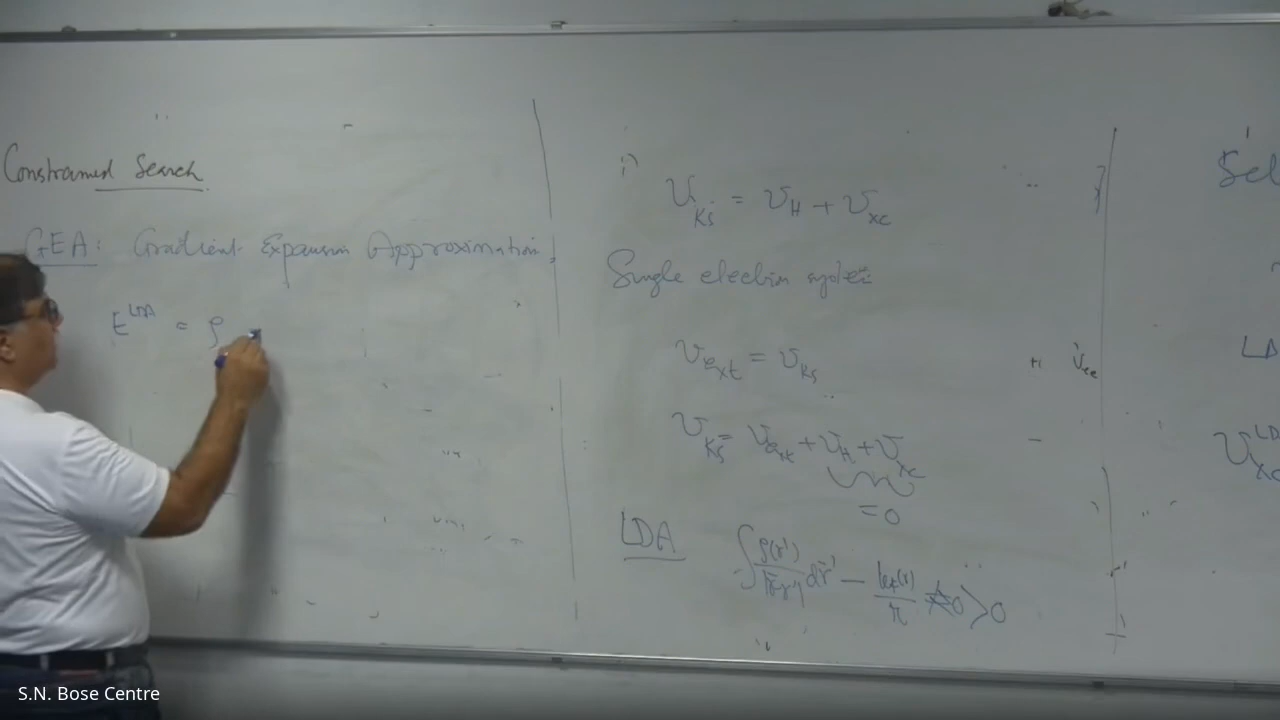 Constrained Search
GEA: Gradient Expansion Approximation
E^LDA = ρ
i)
v_KS = v_H + v_xc
Single electron system
v_ext = v_KS
v_KS = v_ext + v_H + v_xc
= 0
LDA ∫ ρ(r')/|r-r'| dr' - k_F(r)/π > 0
+ v_ee
Sel
LD
v_xc^LD
S.N. Bose Centre